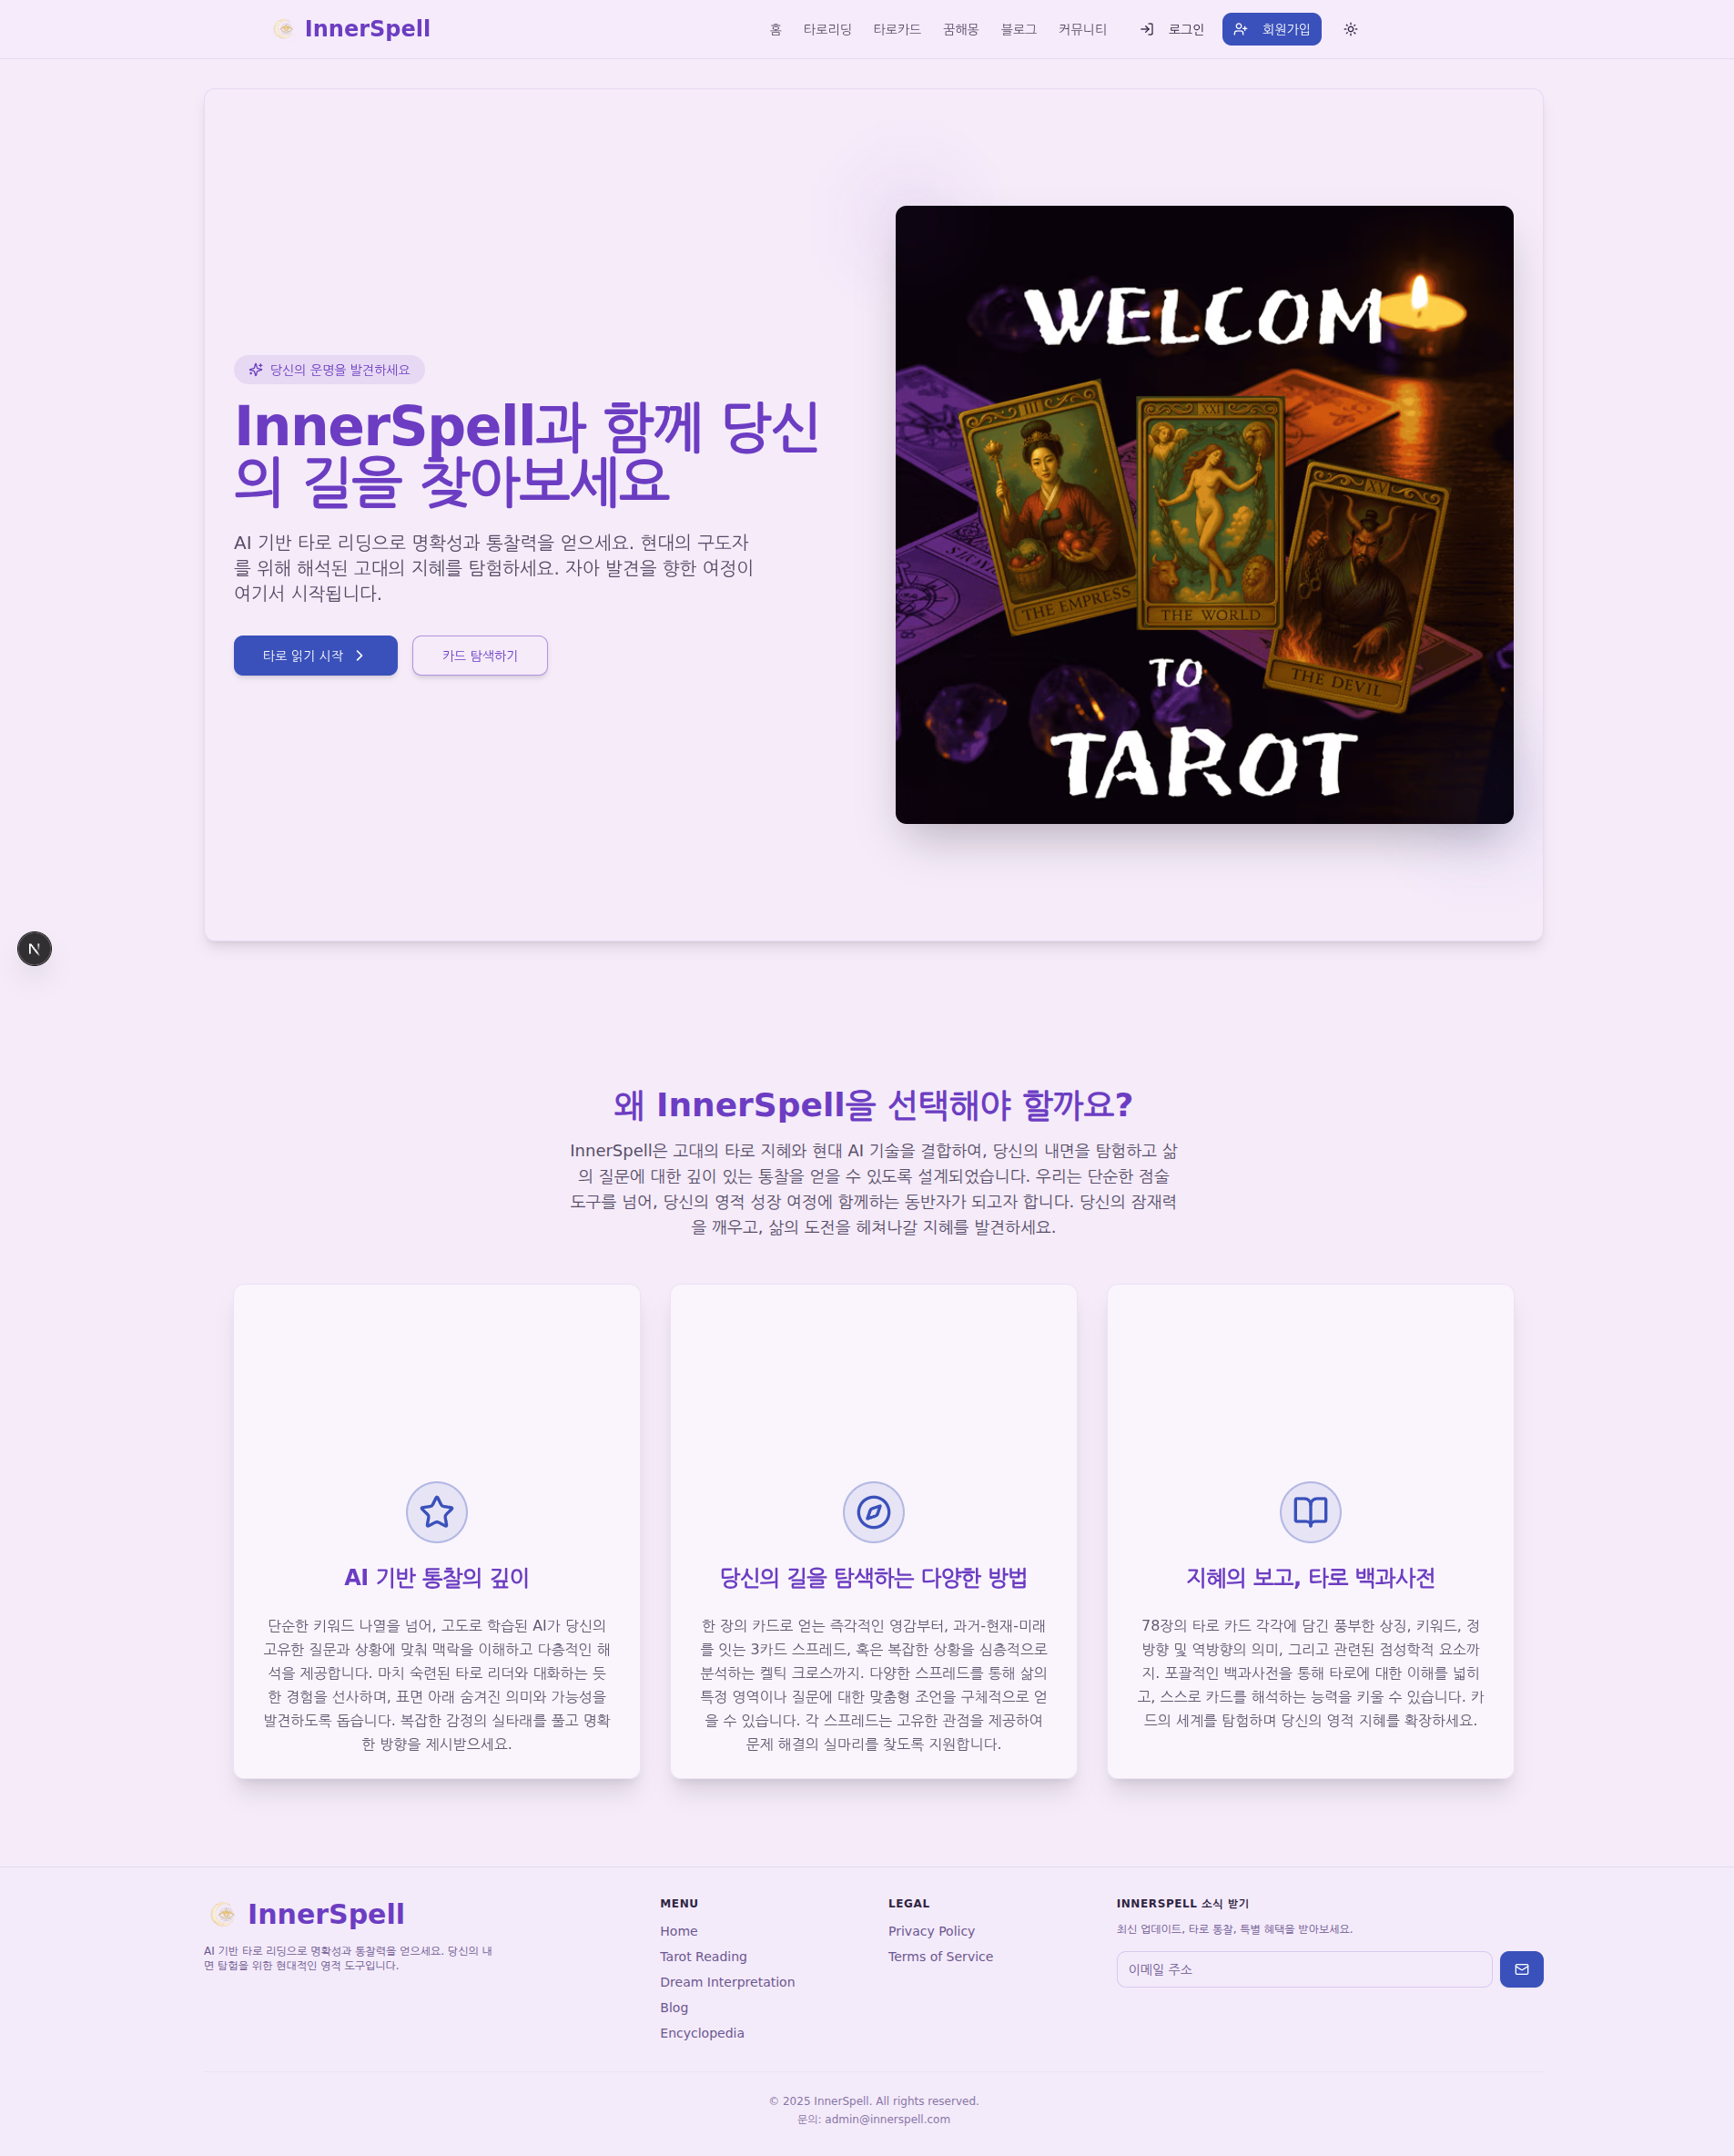 InnerSpell
홈 타로리딩 타로카드 꿈해몽 블로그 커뮤니티 로그인 회원가입
당신의 운명을 발견하세요
InnerSpell과 함께 당신
의 길을 찾아보세요
AI 기반 타로 리딩으로 명확성과 통찰력을 얻으세요. 현대의 구도자
를 위해 해석된 고대의 지혜를 탐험하세요. 자아 발견을 향한 여정이
여기서 시작됩니다.
타로 읽기 시작
카드 탐색하기
WELCOM
III
THE EMPRESS
XXI
THE WORLD
XV
THE DEVIL
TO
TAROT
N
왜 InnerSpell을 선택해야 할까요?
InnerSpell은 고대의 타로 지혜와 현대 AI 기술을 결합하여, 당신의 내면을 탐험하고 삶
의 질문에 대한 깊이 있는 통찰을 얻을 수 있도록 설계되었습니다. 우리는 단순한 점술
도구를 넘어, 당신의 영적 성장 여정에 함께하는 동반자가 되고자 합니다. 당신의 잠재력
을 깨우고, 삶의 도전을 헤쳐나갈 지혜를 발견하세요.
AI 기반 통찰의 깊이
단순한 키워드 나열을 넘어, 고도로 학습된 AI가 당신의
고유한 질문과 상황에 맞춰 맥락을 이해하고 다층적인 해
석을 제공합니다. 마치 숙련된 타로 리더와 대화하는 듯
한 경험을 선사하며, 표면 아래 숨겨진 의미와 가능성을
발견하도록 돕습니다. 복잡한 감정의 실타래를 풀고 명확
한 방향을 제시받으세요.
당신의 길을 탐색하는 다양한 방법
한 장의 카드로 얻는 즉각적인 영감부터, 과거-현재-미래
를 잇는 3카드 스프레드, 혹은 복잡한 상황을 심층적으로
분석하는 켈틱 크로스까지. 다양한 스프레드를 통해 삶의
특정 영역이나 질문에 대한 맞춤형 조언을 구체적으로 얻
을 수 있습니다. 각 스프레드는 고유한 관점을 제공하여
문제 해결의 실마리를 찾도록 지원합니다.
지혜의 보고, 타로 백과사전
78장의 타로 카드 각각에 담긴 풍부한 상징, 키워드, 정
방향 및 역방향의 의미, 그리고 관련된 점성학적 요소까
지. 포괄적인 백과사전을 통해 타로에 대한 이해를 넓히
고, 스스로 카드를 해석하는 능력을 키울 수 있습니다. 카
드의 세계를 탐험하며 당신의 영적 지혜를 확장하세요.
InnerSpell
AI 기반 타로 리딩으로 명확성과 통찰력을 얻으세요. 당신의 내
면 탐험을 위한 현대적인 영적 도구입니다.
MENU
Home
Tarot Reading
Dream Interpretation
Blog
Encyclopedia
LEGAL
Privacy Policy
Terms of Service
INNERSPELL 소식 받기
최신 업데이트, 타로 통찰, 특별 혜택을 받아보세요.
이메일 주소
© 2025 InnerSpell. All rights reserved.
문의: admin@innerspell.com